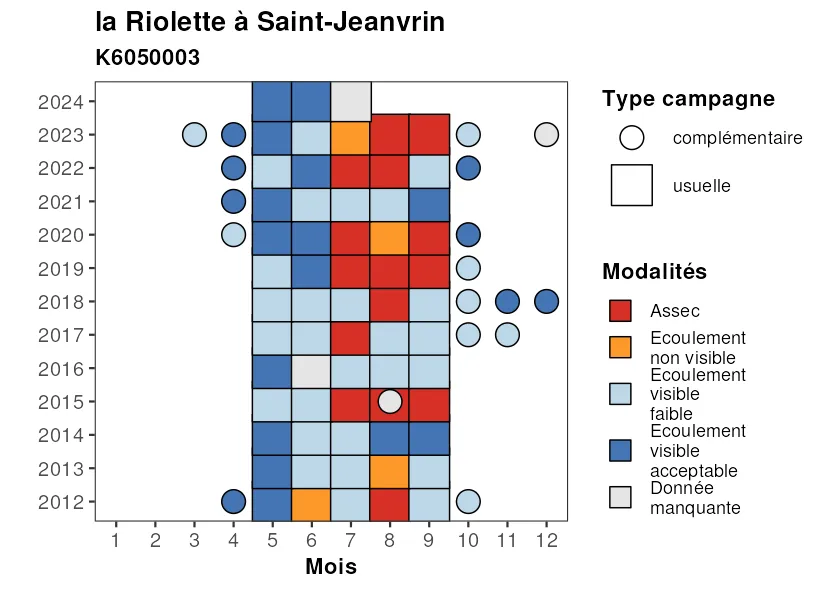 la Riolette à Saint-Jeanvrin
K6050003
2024
2023
2022
2021
2020
2019
2018
2017
2016
2015
2014
2013
2012
1 2 3 4 5 6 7 8 9 10 11 12
Mois
Type campagne
complémentaire
usuelle
Modalités
Assec
Ecoulement
non visible
Ecoulement
visible
faible
Ecoulement
visible
acceptable
Donnée
manquante